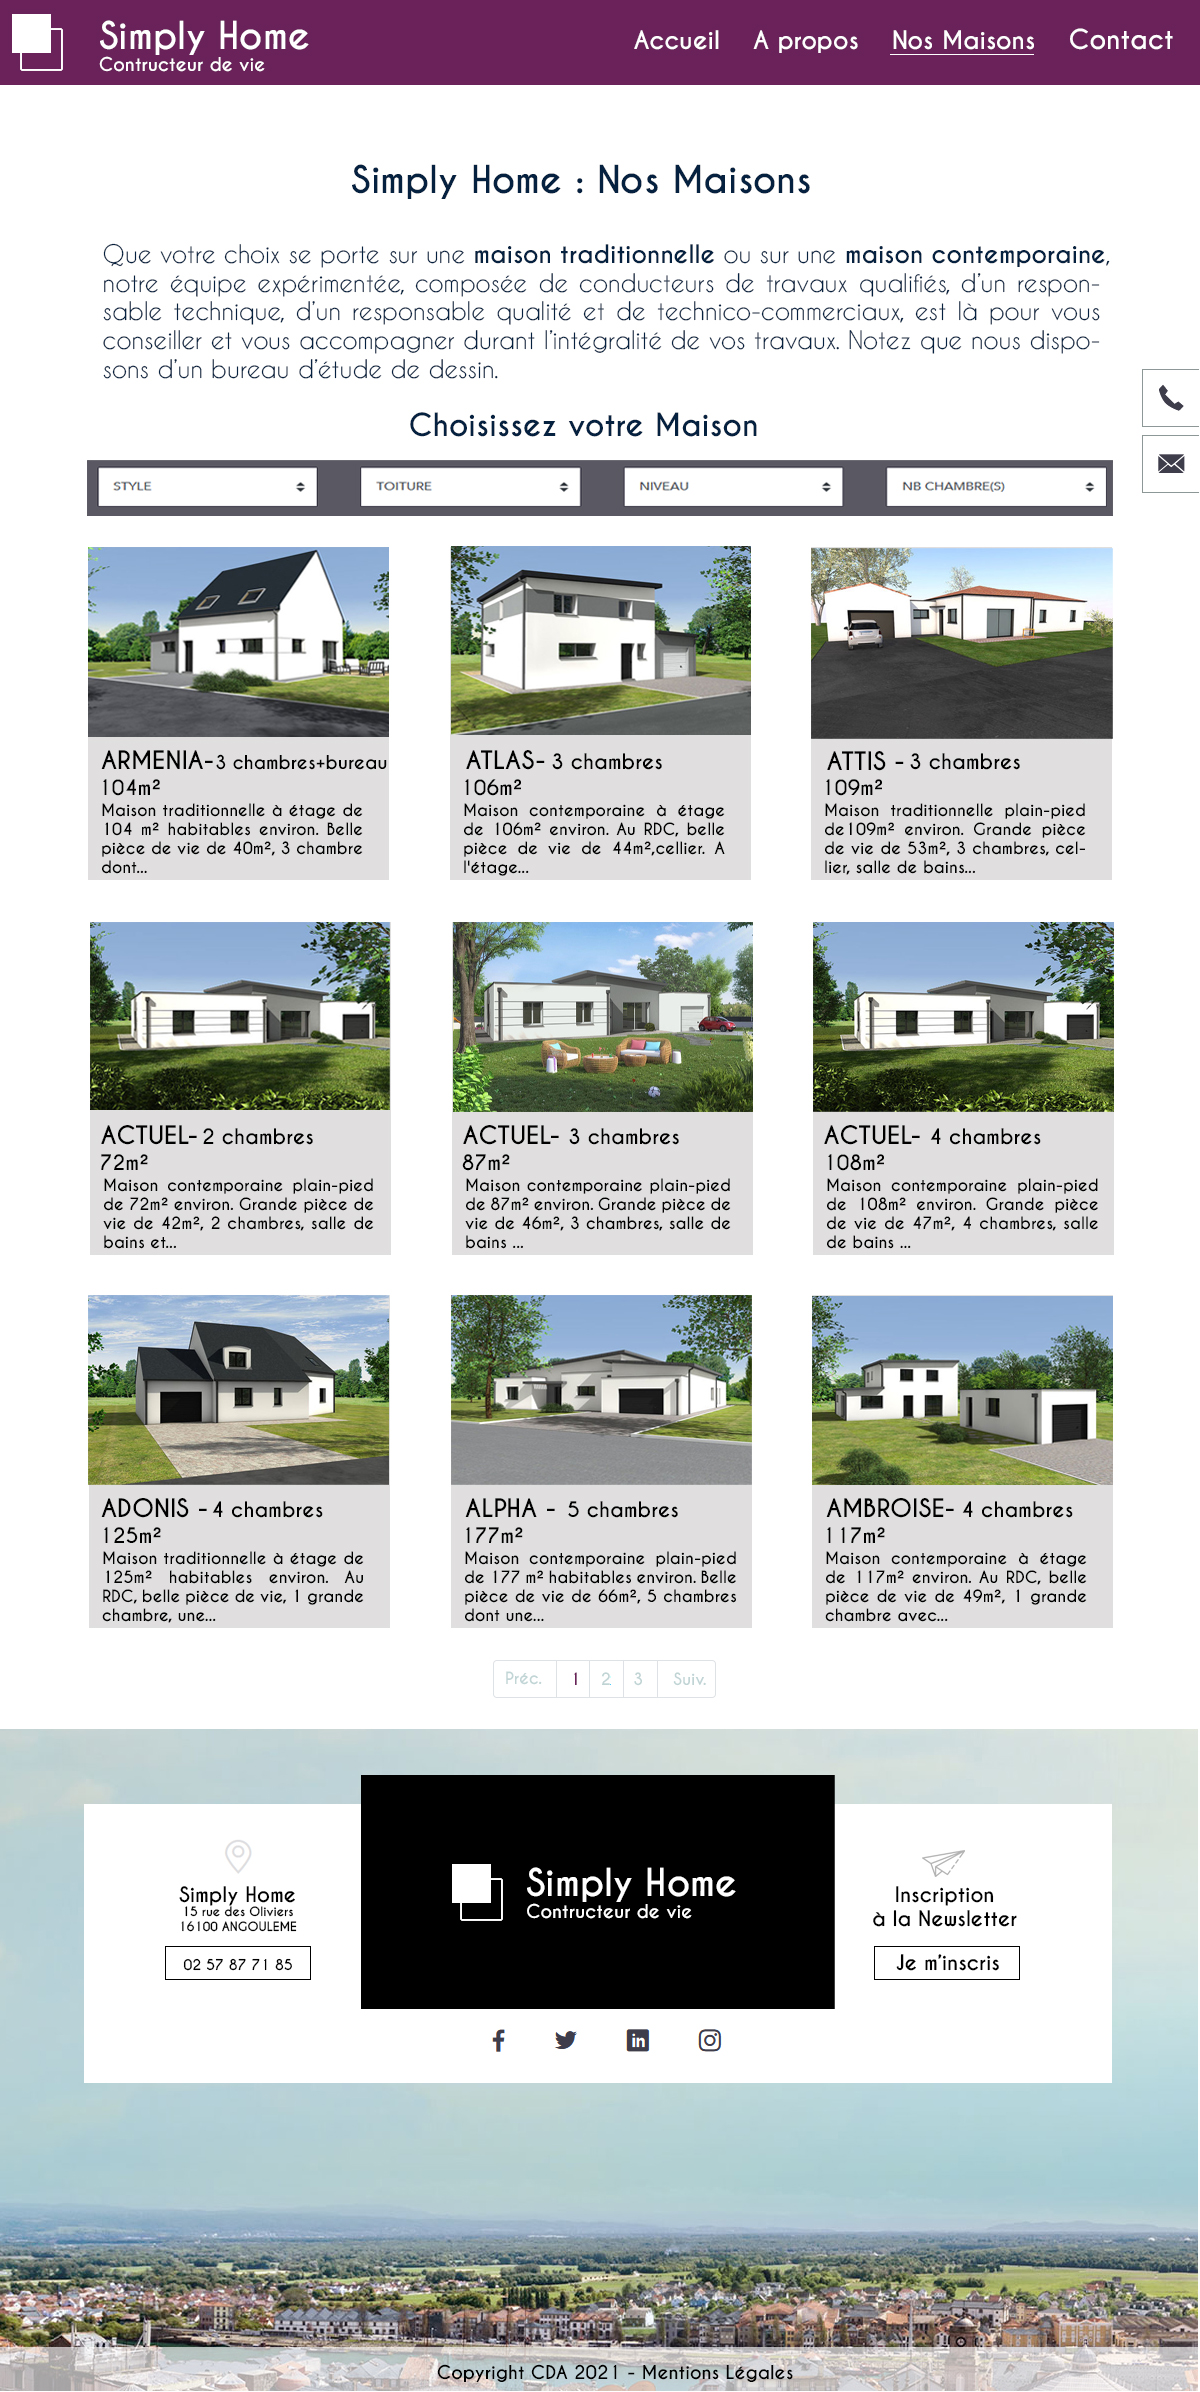 Simply Home
Contructeur de vie
Accueil
A propos
Nos Maisons
Contact
Simply Home : Nos Maisons
Que votre choix se porte sur une maison traditionnelle ou sur une maison contemporaine,
notre équipe expérimentée, composée de conducteurs de travaux qualifiés, d’un respon-
sable technique, d’un responsable qualité et de technico-commerciaux, est là pour vous
conseiller et vous accompagner durant l’intégralité de vos travaux. Notez que nous dispo-
sons d’un bureau d’étude de dessin.
Choisissez votre Maison
STYLE
TOITURE
NIVEAU
NB CHAMBRE(S)
ARMENIA- 3 chambres+bureau
104m²
Maison traditionnelle à étage de
104 m² habitables environ. Belle
pièce de vie de 40m², 3 chambre
dont...
ATLAS- 3 chambres
106m²
Maison contemporaine à étage
de 106m² environ. Au RDC, belle
pièce de vie de 44m²,cellier. A
l'étage...
ATTIS - 3 chambres
109m²
Maison traditionnelle plain-pied
de109m² environ. Grande pièce
de vie de 53m², 3 chambres, cel-
lier, salle de bains...
ACTUEL- 2 chambres
72m²
Maison contemporaine plain-pied
de 72m² environ. Grande pièce de
vie de 42m², 2 chambres, salle de
bains et...
ACTUEL- 3 chambres
87m²
Maison contemporaine plain-pied
de 87m² environ. Grande pièce de
vie de 46m², 3 chambres, salle de
bains ...
ACTUEL- 4 chambres
108m²
Maison contemporaine plain-pied
de 108m² environ. Grande pièce
de vie de 47m², 4 chambres, salle
de bains ...
ADONIS - 4 chambres
125m²
Maison traditionnelle à étage de
125m² habitables environ. Au
RDC, belle pièce de vie, 1 grande
chambre, une...
ALPHA - 5 chambres
177m²
Maison contemporaine plain-pied
de 177 m² habitables environ. Belle
pièce de vie de 66m², 5 chambres
dont une...
AMBROISE- 4 chambres
117m²
Maison contemporaine à étage
de 117m² environ. Au RDC, belle
pièce de vie de 49m², 1 grande
chambre avec...
Préc. 1 2 3 Suiv.
Simply Home
15 rue des Oliviers
16100 ANGOULEME
02 57 87 71 85
Simply Home
Contructeur de vie
Inscription
à la Newsletter
Je m’inscris
Copyright CDA 2021 - Mentions Légales